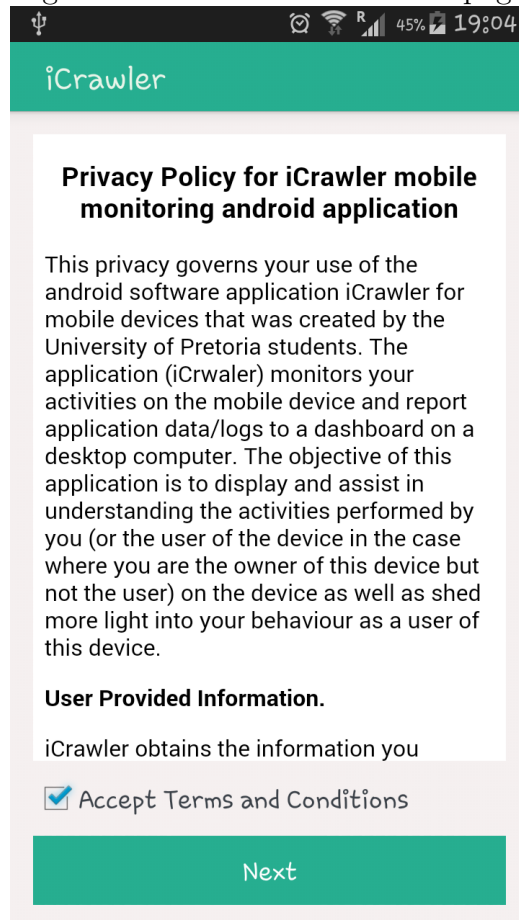 R 45% 19:04
iCrawler
Privacy Policy for iCrawler mobile
monitoring android application
This privacy governs your use of the
android software application iCrawler for
mobile devices that was created by the
University of Pretoria students. The
application (iCrwaler) monitors your
activities on the mobile device and report
application data/logs to a dashboard on a
desktop computer. The objective of this
application is to display and assist in
understanding the activities performed by
you (or the user of the device in the case
where you are the owner of this device but
not the user) on the device as well as shed
more light into your behaviour as a user of
this device.
User Provided Information.
iCrawler obtains the information you
Accept Terms and Conditions
Next